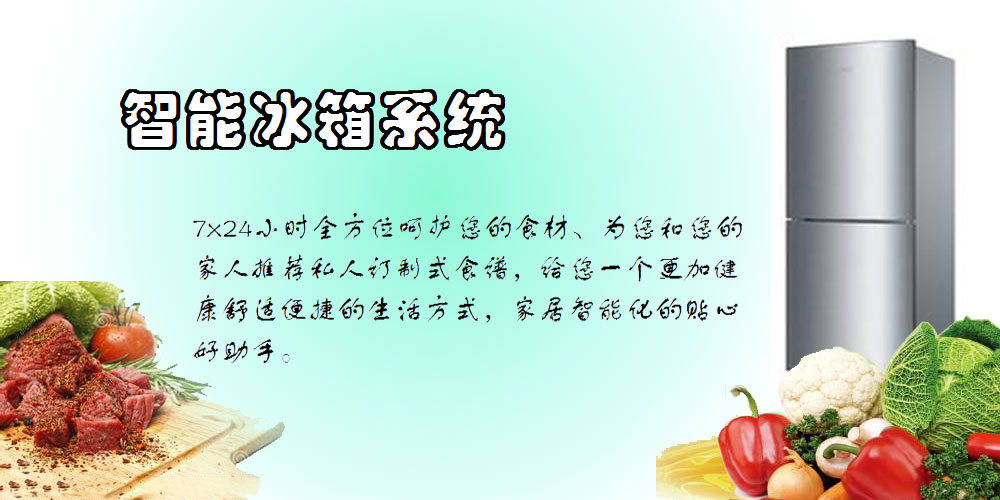 智能冰箱系统
7x24小时全方位呵护您的食材、为您和您的
家人推荐私人订制式食谱，给您一个更加健
康舒适便捷的生活方式，家居智能化的贴心
好助手。